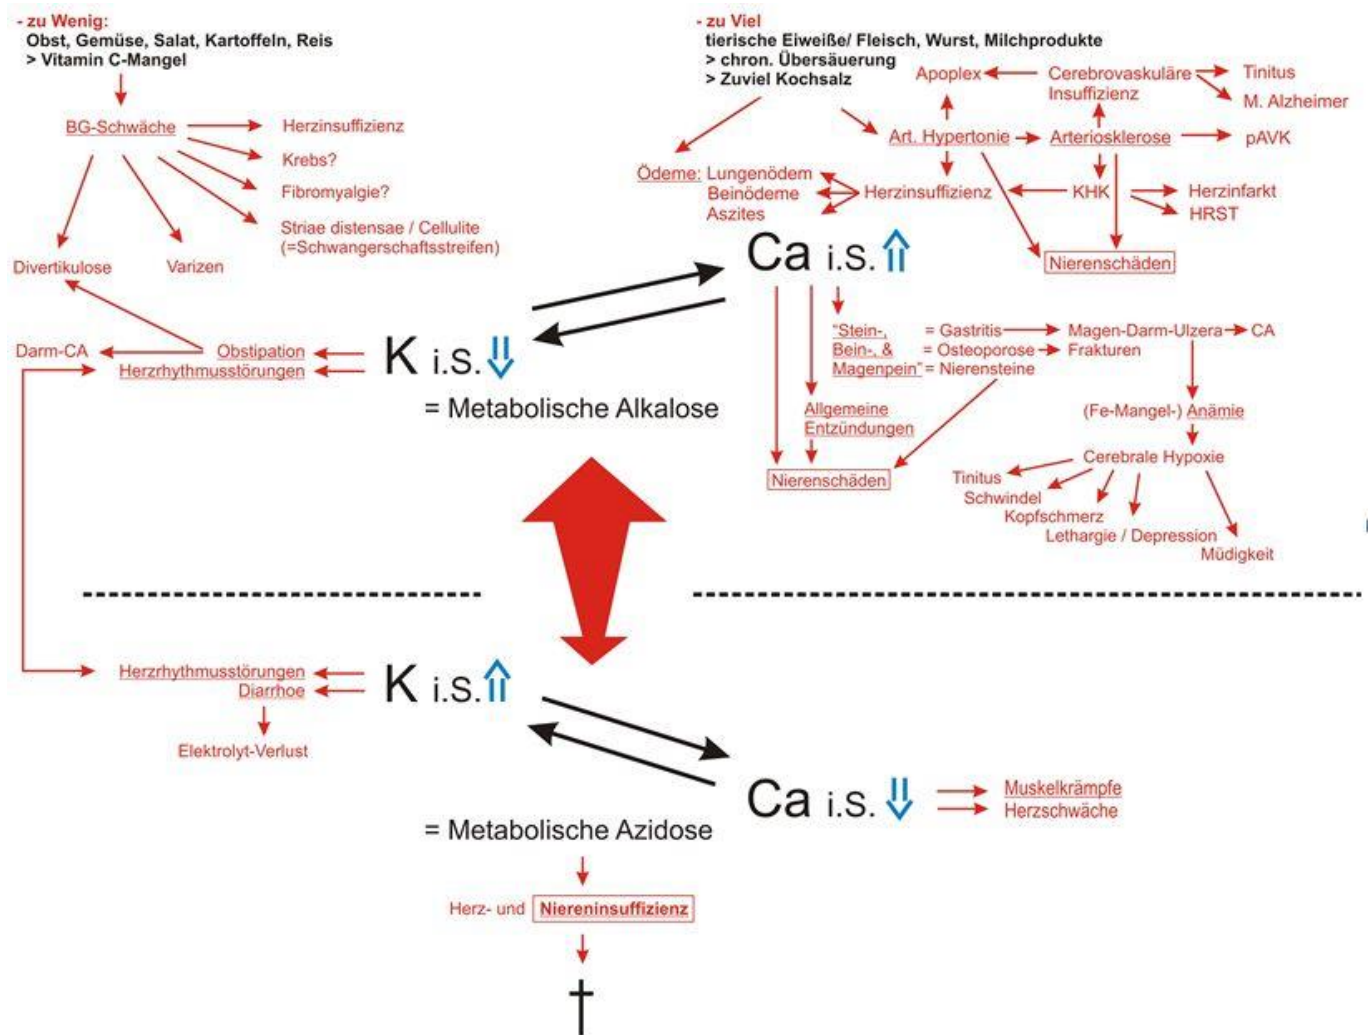 - zu Wenig:
Obst, Gemüse, Salat, Kartoffeln, Reis
> Vitamin C-Mangel
BG-Schwäche
Herzinsuffizienz
Krebs?
Fibromyalgie?
Striae distensae / Cellulite
(=Schwangerschaftsstreifen)
Divertikulose
Varizen
- zu Viel
tierische Eiweiße/ Fleisch, Wurst, Milchprodukte
> chron. Übersäuerung
> Zuviel Kochsalz
Apoplex
Cerebrovaskuläre
Insuffizienz
Tinitus
M. Alzheimer
Art. Hypertonie
Arteriosklerose
pAVK
Ödeme: Lungenödem
Beinödeme
Aszites
Herzinsuffizienz
KHK
Herzinfarkt
HRST
Nierenschäden
Ca i.S.
Darm-CA
Obstipation
Herzrhythmusstörungen
K i.S.
= Metabolische Alkalose
"Stein-, = Gastritis
Bein-, & = Osteoporose
Magenpein" = Nierensteine
Magen-Darm-Ulzera
CA
Frakturen
Allgemeine
Entzündungen
Nierenschäden
(Fe-Mangel-) Anämie
Cerebrale Hypoxie
Tinitus
Schwindel
Kopfschmerz
Lethargie / Depression
Müdigkeit
Herzrhythmusstörungen
Diarrhoe
K i.S.
Elektrolyt-Verlust
Ca i.S.
Muskelkrämpfe
Herzschwäche
= Metabolische Azidose
Herz- und Niereninsuffizienz